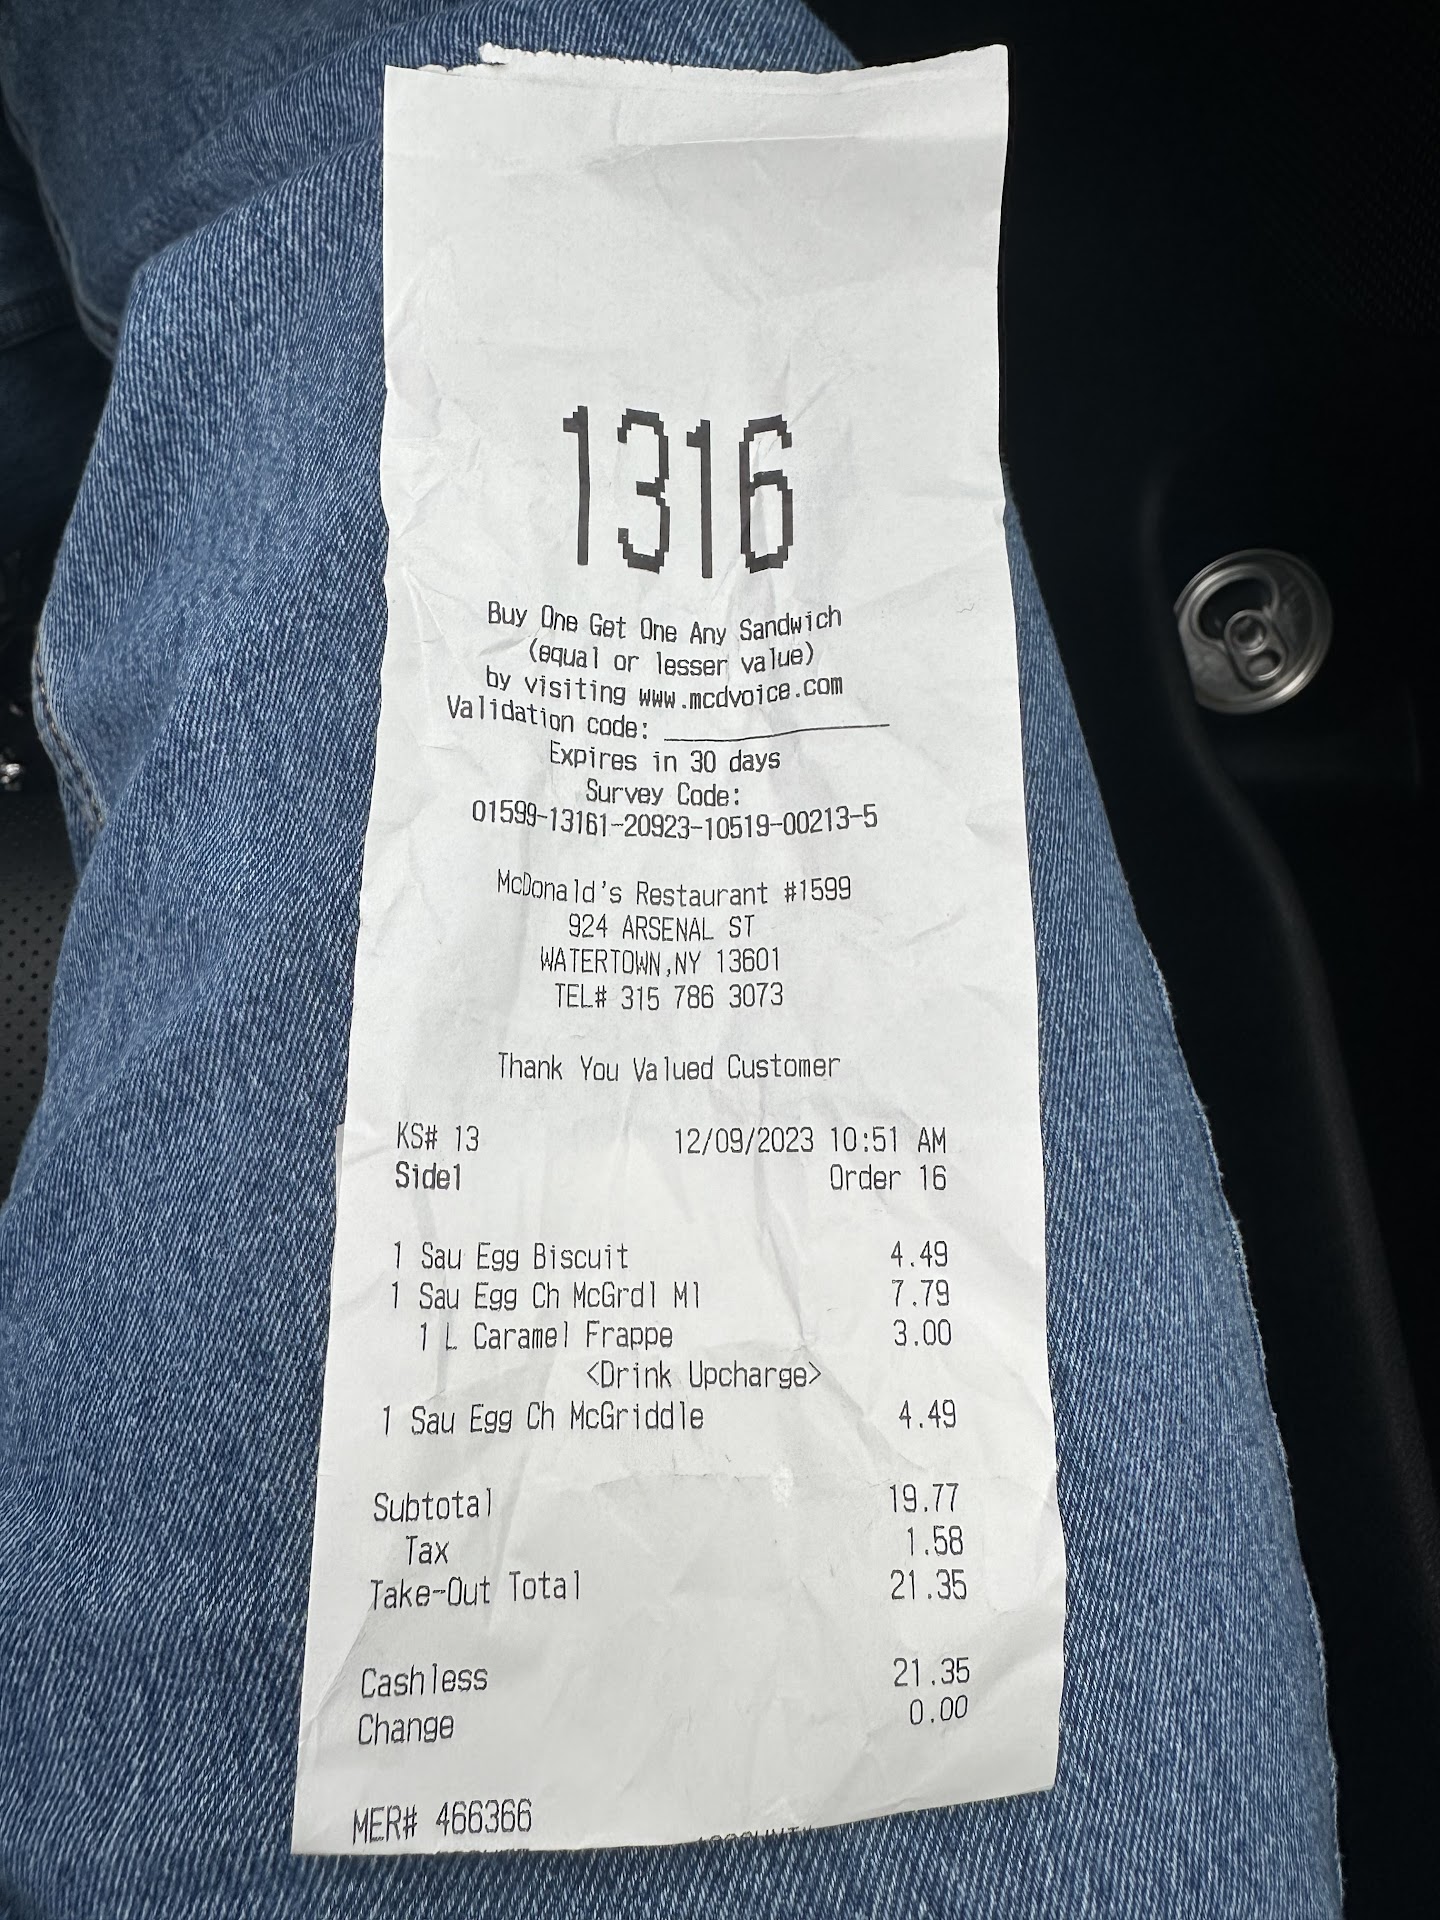 1316
Buy One Get One Any Sandwich
(equal or lesser value)
by visiting www.mcdvoice.com
Validation code: ____________
Expires in 30 days
Survey Code:
01599-13161-20923-10519-00213-5
McDonald's Restaurant #1599
924 ARSENAL ST
WATERTOWN,NY 13601
TEL# 315 786 3073
Thank You Valued Customer
KS# 13 12/09/2023 10:51 AM
Side1 Order 16
1 Sau Egg Biscuit 4.49
1 Sau Egg Ch McGrdl Ml 7.79
1 L Caramel Frappe 3.00
<Drink Upcharge>
1 Sau Egg Ch McGriddle 4.49
Subtotal 19.77
Tax 1.58
Take-Out Total 21.35
Cashless 21.35
Change 0.00
MER# 466366